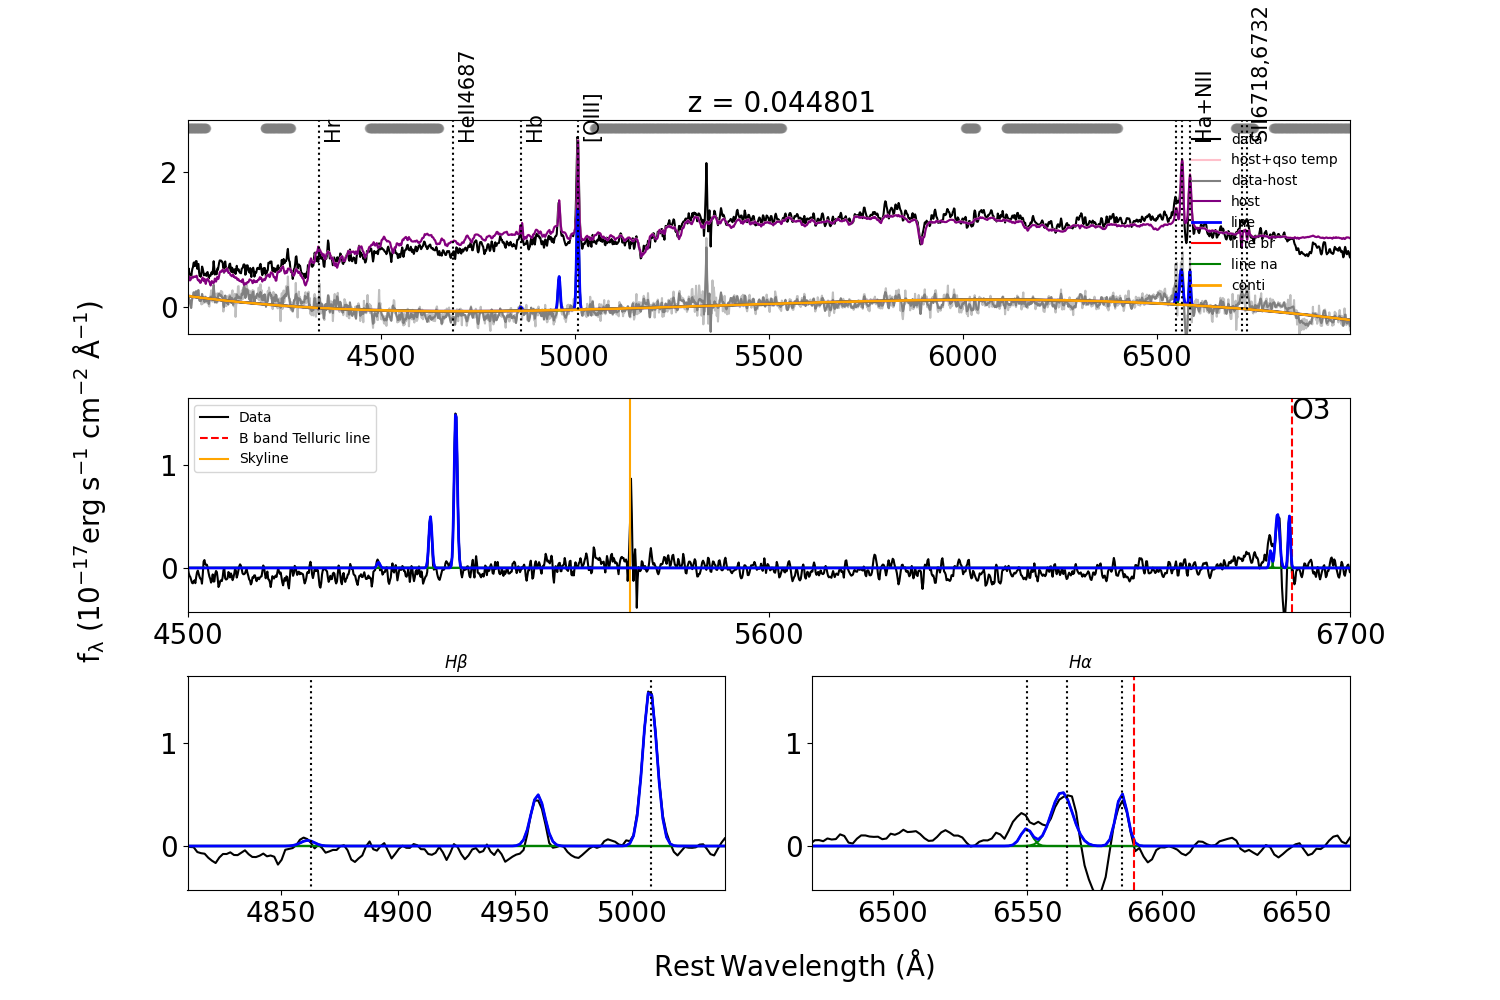 z = 0.044801
Hr
HeII4687
Hb
[OIII]
Ha+NII
SII6718,6732
data
host+qso temp
data-host
host
line
line br
line na
conti
2
0
4500 5000 5500 6000 6500
Data
B band Telluric line
Skyline
O3
1
0
4500 5600 6700
fλ (10⁻¹⁷erg s⁻¹ cm⁻² Å⁻¹)
Hβ
1
0
4850 4900 4950 5000
Hα
1
0
6500 6550 6600 6650
Rest Wavelength (Å)